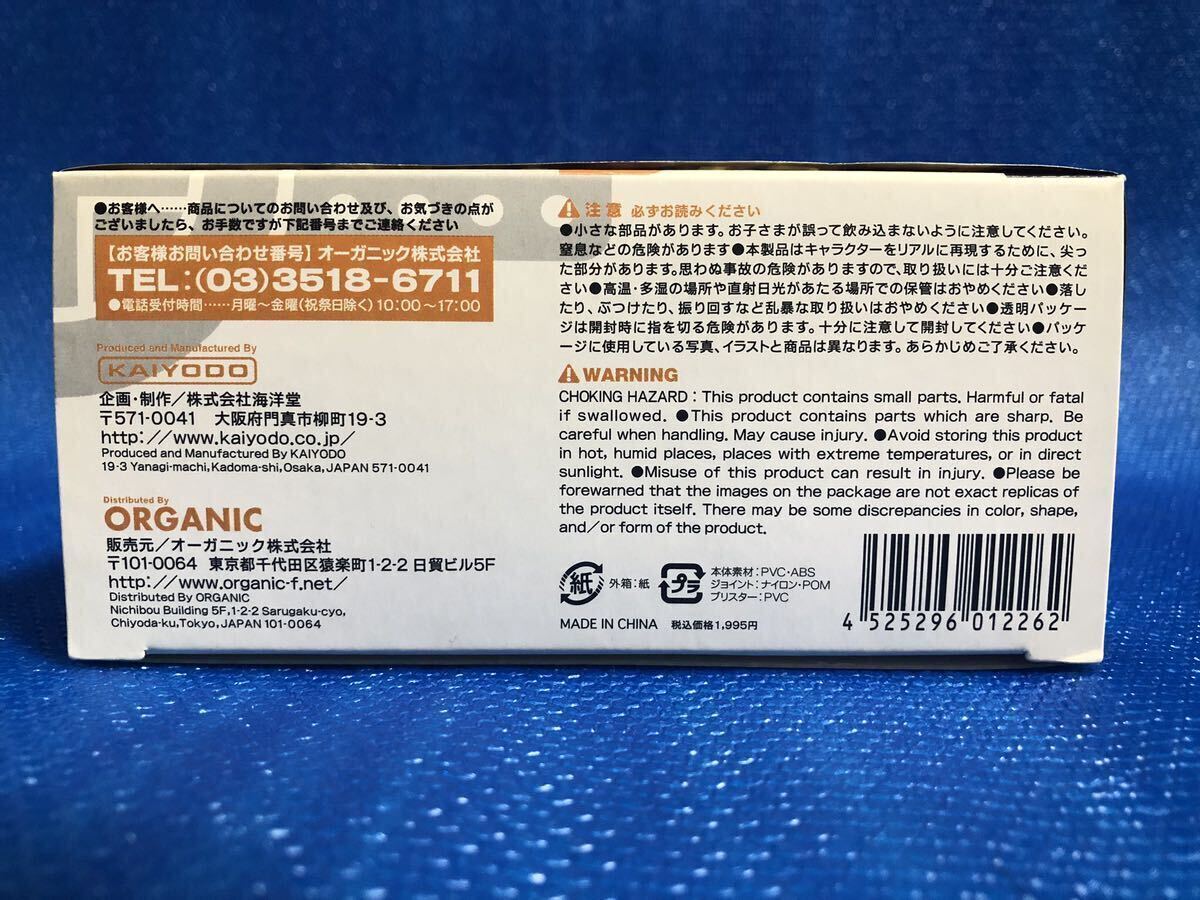 ●お客様へ……商品についてのお問い合わせ及び、お気づきの点が
ございましたら、お手数ですが下記番号までご連絡ください
【お客様お問い合わせ番号】オーガニック株式会社
TEL:(03)3518-6711
●電話受付時間……月曜〜金曜(祝祭日除く)10:00〜17:00
Produced and Manufactured By
KAIYODO
企画・制作/株式会社海洋堂
〒571-0041 大阪府門真市柳町19-3
http://www.kaiyodo.co.jp/
Produced and Manufactured by KAIYODO
19-3 Yanagi-machi,Kadoma-shi,Osaka,JAPAN 571-0041
Distributed By
ORGANIC
販売元/オーガニック株式会社
〒101-0064 東京都千代田区猿楽町1-2-2 日貿ビル5F
http://www.organic-f.net/
Distributed By ORGANIC
Nichibou Building 5F,1-2-2 Sarugaku-cyo,
Chiyoda-ku,Tokyo,JAPAN 101-0064
注意 必ずお読みください
●小さな部品があります。お子さまが誤って飲み込まないように注意してください。
窒息などの危険があります●本製品はキャラクターをリアルに再現するために、尖っ
た部分があります。思わぬ事故の危険がありますので、取り扱いには十分ご注意くだ
さい●高温・多湿の場所や直射日光があたる場所での保管はおやめください●落し
たり、ぶつけたり、振り回すなど乱暴な取り扱いはおやめください●透明パッケー
ジは開封時に指を切る危険があります。十分に注意して開封してください●パッケ
ージに使用している写真、イラストと商品は異なります。あらかじめご了承ください。
WARNING
CHOKING HAZARD : This product contains small parts. Harmful or fatal
if swallowed. ●This product contains parts which are sharp. Be
careful when handling. May cause injury. ●Avoid storing this product
in hot, humid places, places with extreme temperatures, or in direct
sunlight. ●Misuse of this product can result in injury. ●Please be
forewarned that the images on the package are not exact replicas of
the product itself. There may be some discrepancies in color, shape,
and/or form of the product.
紙 外箱:紙
プラ 本体素材:PVC・ABS
ジョイント:ナイロン・POM
ブリスター:PVC
MADE IN CHINA 税込価格1,995円
4 525296 012262